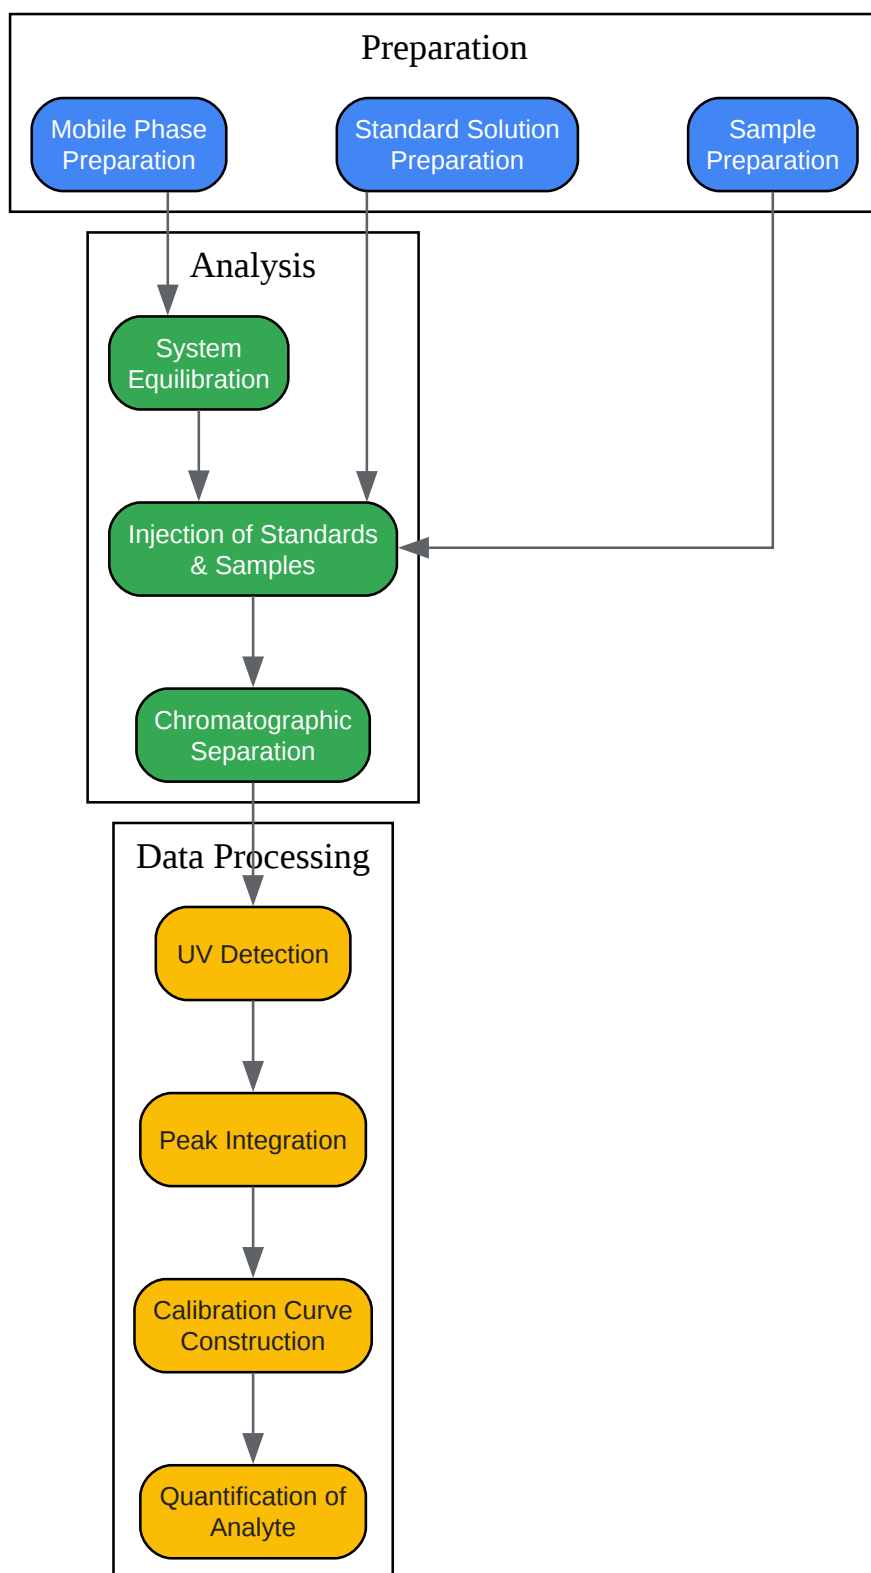 Preparation
Mobile Phase
Preparation
Standard Solution
Preparation
Sample
Preparation
Analysis
System
Equilibration
Injection of Standards
& Samples
Chromatographic
Separation
Data Processing
UV Detection
Peak Integration
Calibration Curve
Construction
Quantification of
Analyte